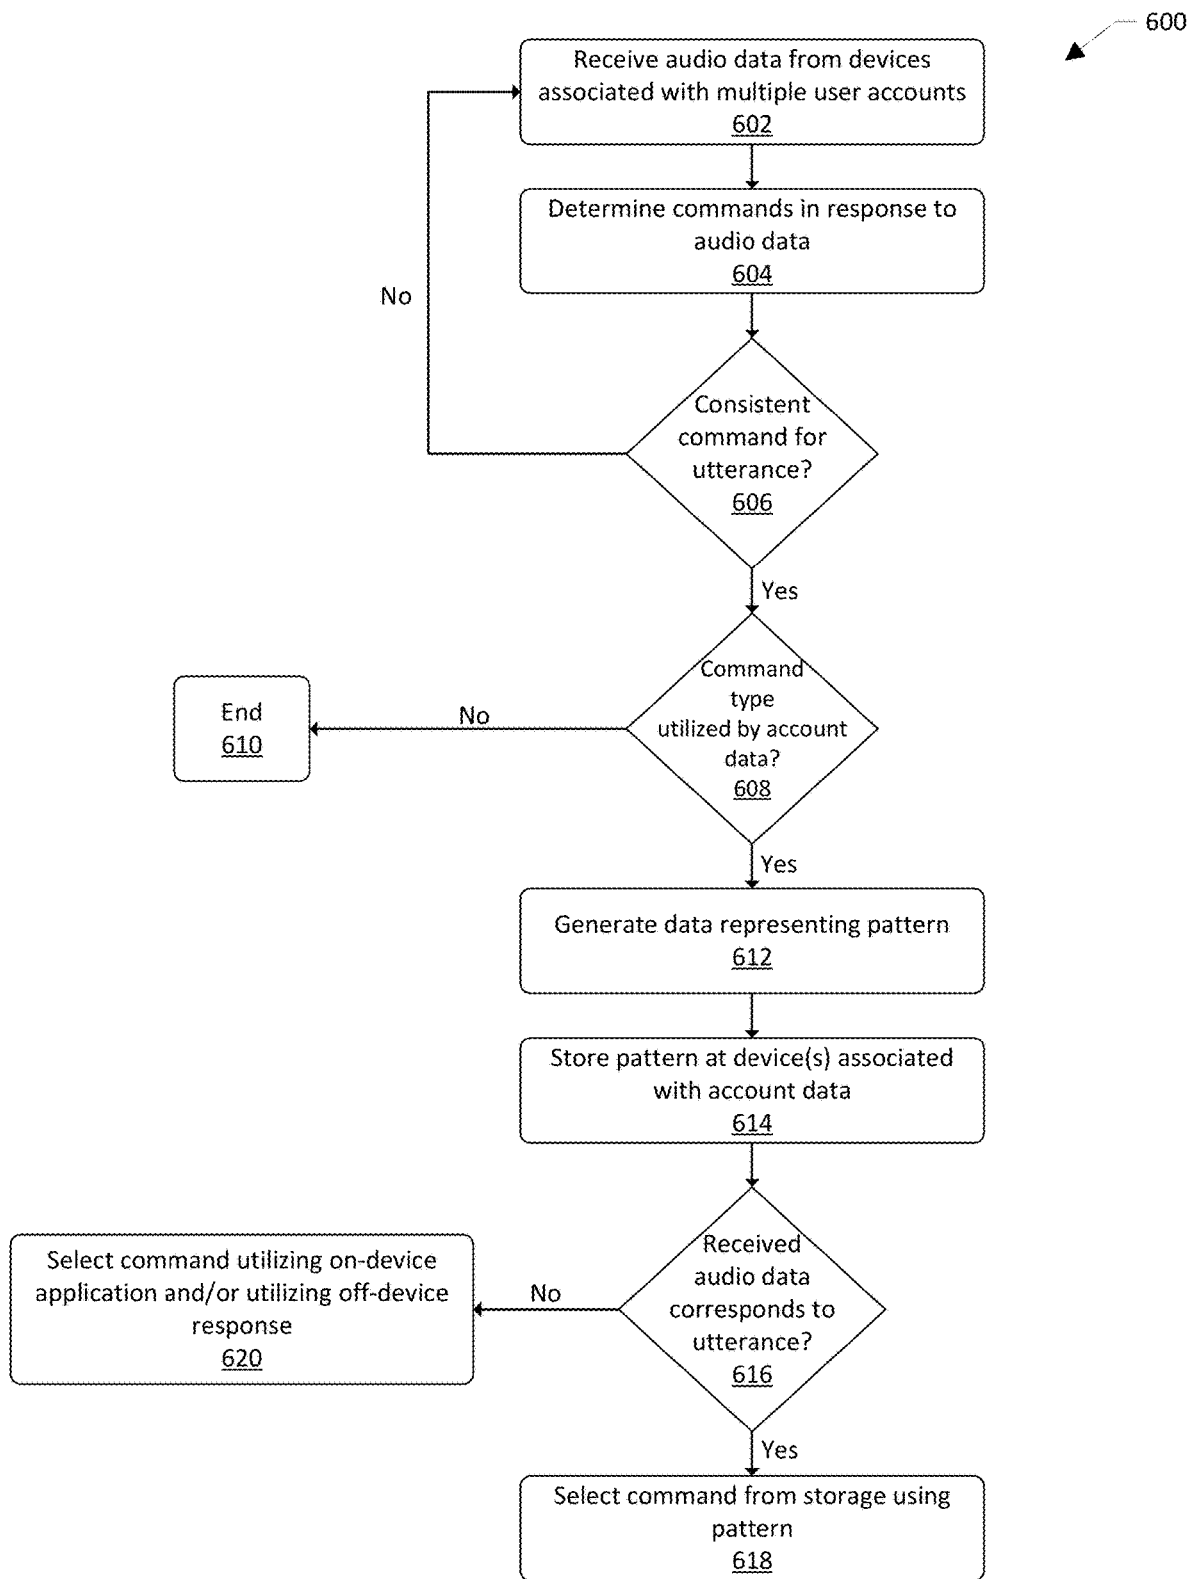 600
Receive audio data from devices
associated with multiple user accounts
602
Determine commands in response to
audio data
604
No
Consistent
command for
utterance?
606
Yes
Command
type
utilized by account
data?
608
No
End
610
Yes
Generate data representing pattern
612
Store pattern at device(s) associated
with account data
614
Received
audio data
corresponds to
utterance?
616
No
Select command utilizing on-device
application and/or utilizing off-device
response
620
Yes
Select command from storage using
pattern
618